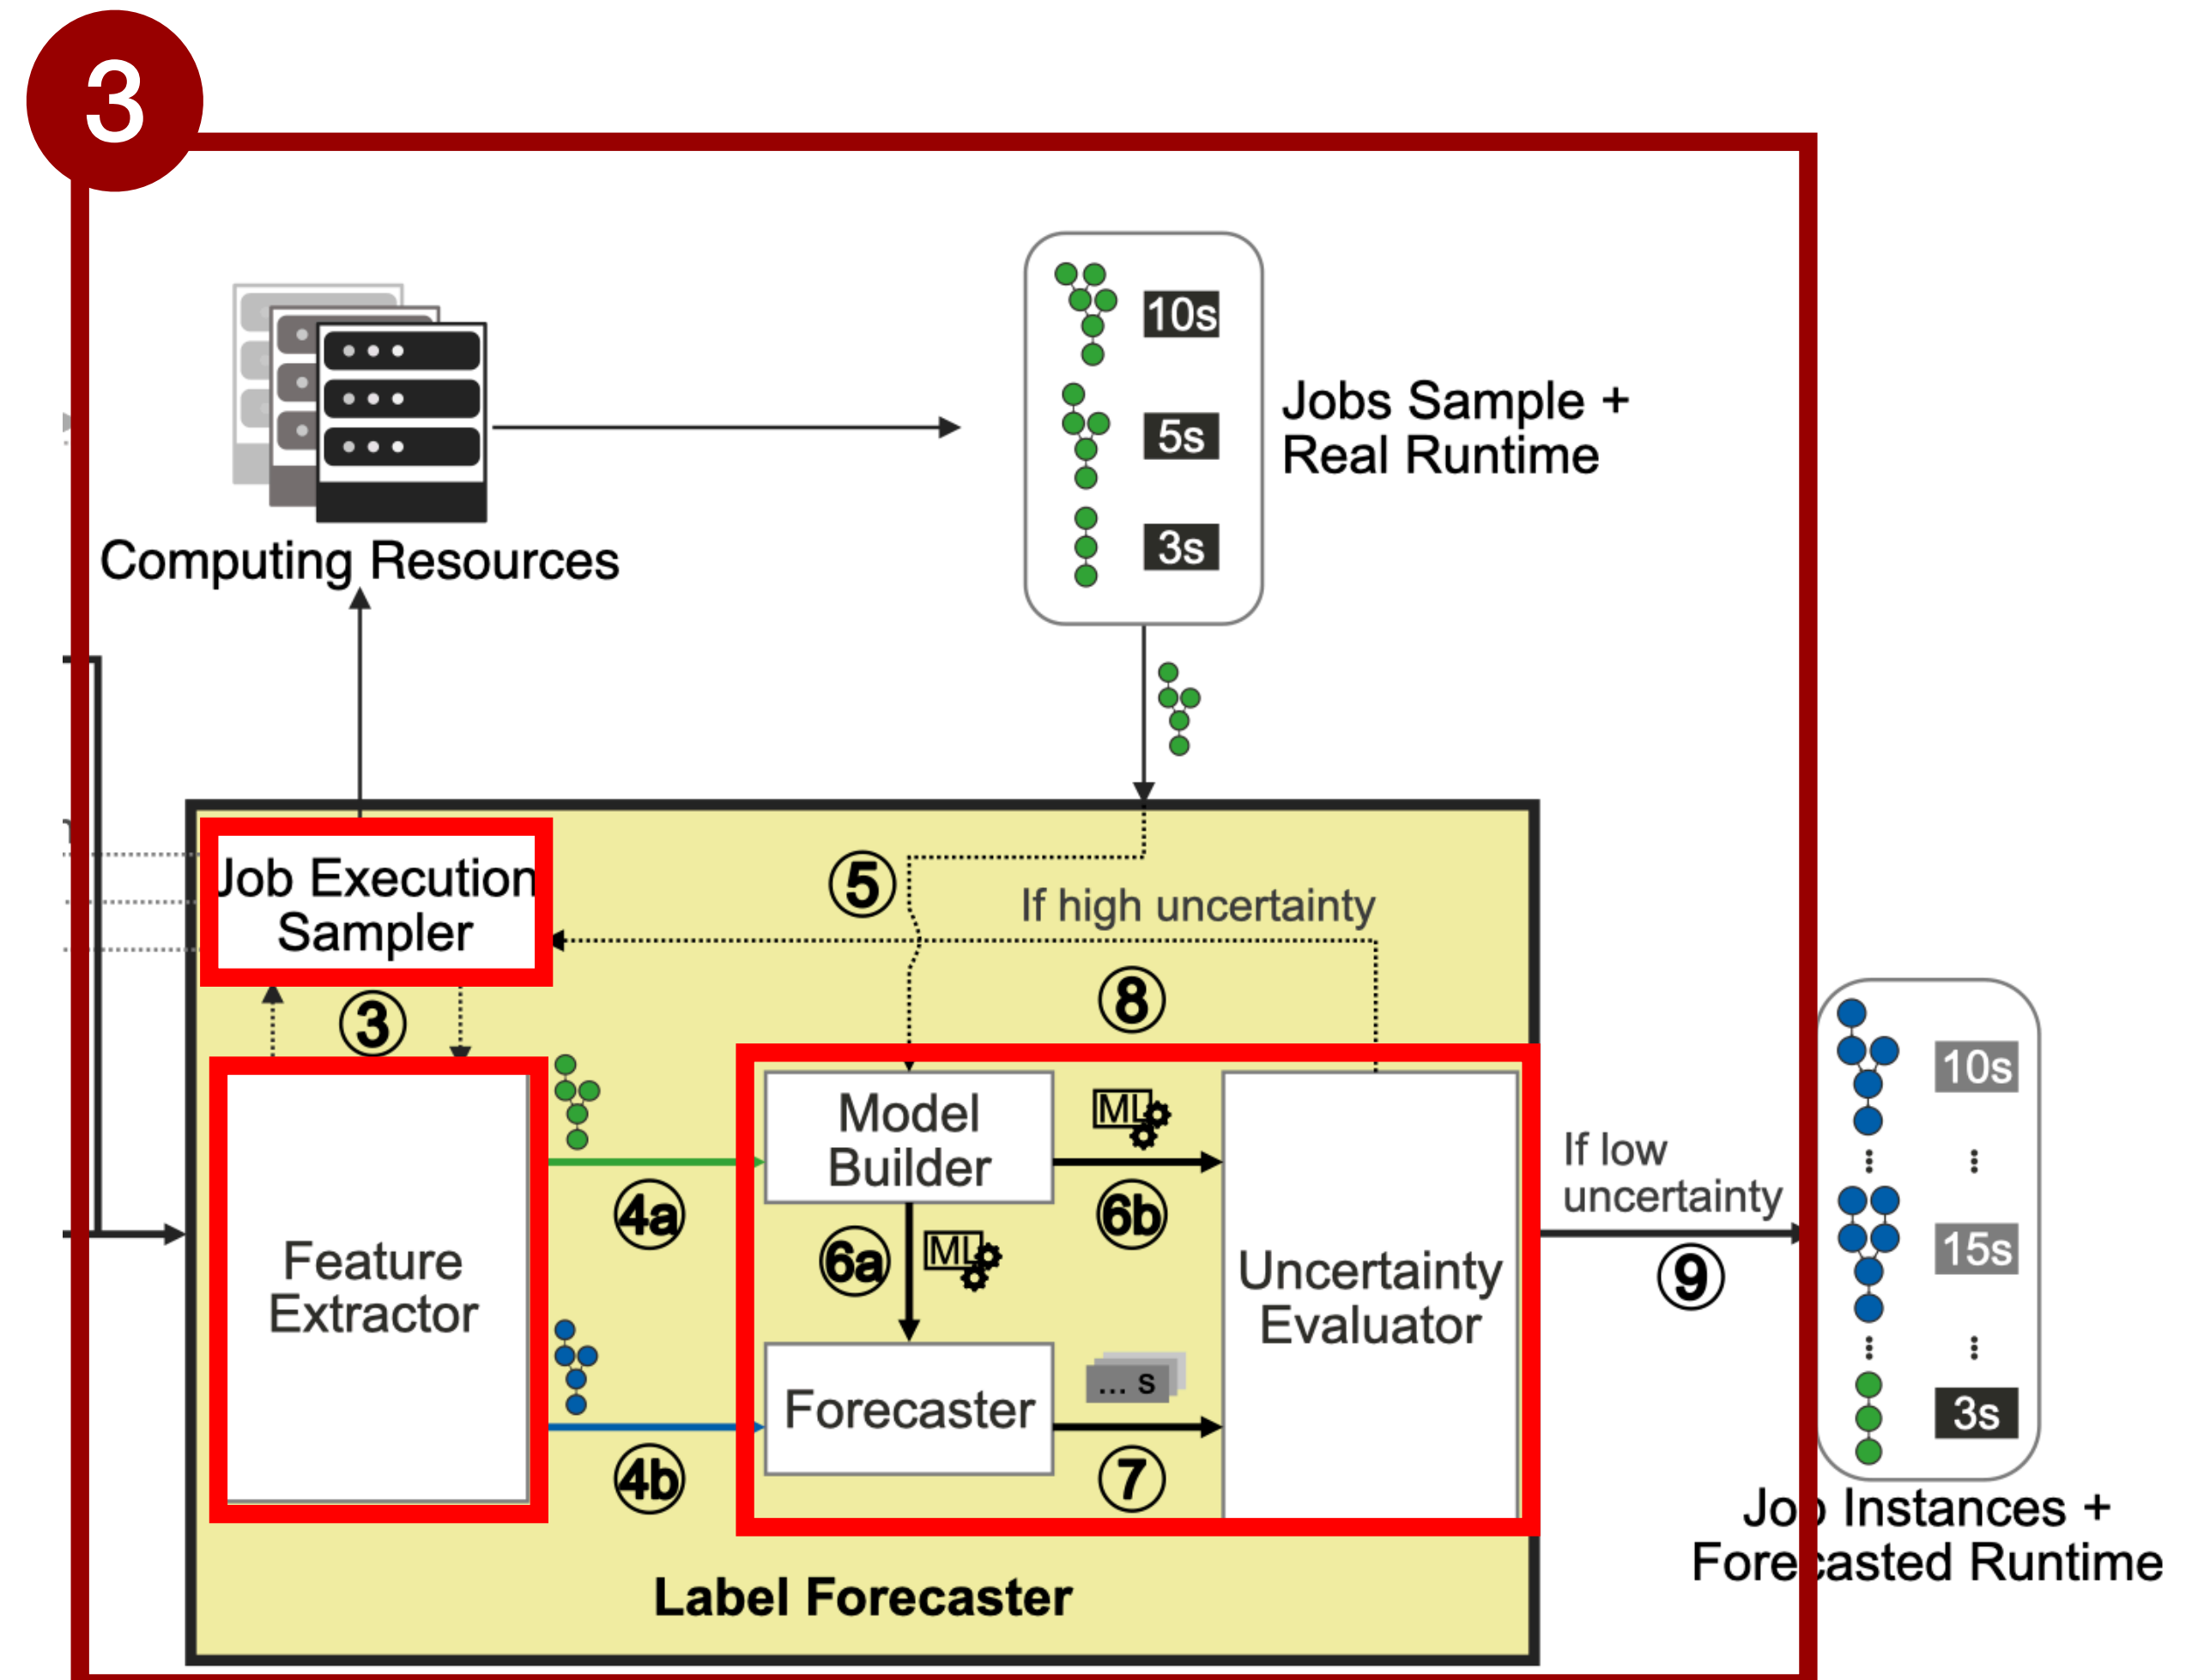 3
10s
5s
3s
Jobs Sample +
Real Runtime
Computing Resources
Job Execution
Sampler
5
If high uncertainty
8
3
Model
Builder
ML
4a
6b
6a
ML
Feature
Extractor
Uncertainty
Evaluator
Forecaster
... s
4b
7
If low
uncertainty
9
10s
15s
3s
Job Instances +
Forecasted Runtime
Label Forecaster